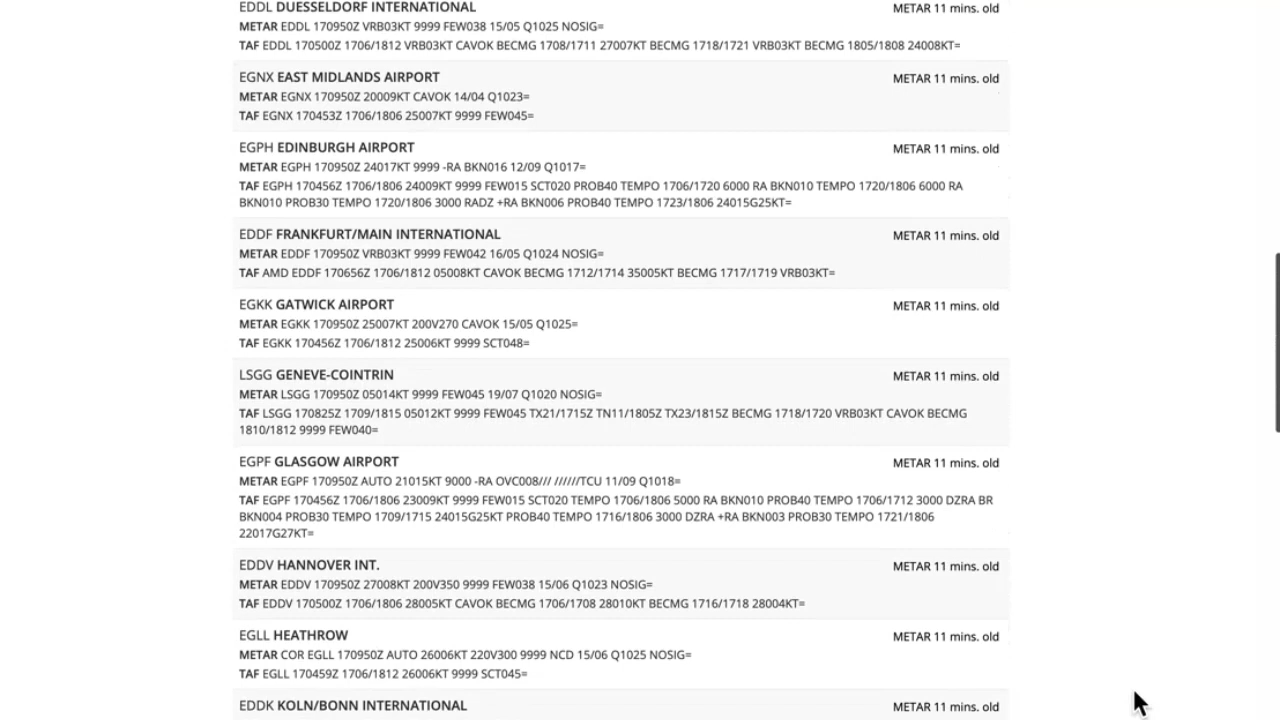 EDDL DUESSELDORF INTERNATIONAL
METAR 11 mins. old
METAR EDDL 170950Z VRB03KT 9999 FEW038 15/05 Q1025 NOSIG=
TAF EDDL 170500Z 1706/1812 VRB03KT CAVOK BECMG 1708/1711 27007KT BECMG 1718/1721 VRB03KT BECMG 1805/1808 24008KT=
EGNX EAST MIDLANDS AIRPORT
METAR 11 mins. old
METAR EGNX 170950Z 20009KT CAVOK 14/04 Q1023=
TAF EGNX 170453Z 1706/1806 25007KT 9999 FEW045=
EGPH EDINBURGH AIRPORT
METAR 11 mins. old
METAR EGPH 170950Z 24017KT 9999 -RA BKN016 12/09 Q1017=
TAF EGPH 170456Z 1706/1806 24009KT 9999 FEW015 SCT020 PROB40 TEMPO 1706/1720 6000 RA BKN010 TEMPO 1720/1806 6000 RA
BKN010 PROB30 TEMPO 1720/1806 3000 RADZ +RA BKN006 PROB40 TEMPO 1723/1806 24015G25KT=
EDDF FRANKFURT/MAIN INTERNATIONAL
METAR 11 mins. old
METAR EDDF 170950Z VRB03KT 9999 FEW042 16/05 Q1024 NOSIG=
TAF AMD EDDF 170656Z 1706/1812 05008KT CAVOK BECMG 1712/1714 35005KT BECMG 1717/1719 VRB03KT=
EGKK GATWICK AIRPORT
METAR 11 mins. old
METAR EGKK 170950Z 25007KT 200V270 CAVOK 15/05 Q1025=
TAF EGKK 170456Z 1706/1812 25006KT 9999 SCT048=
LSGG GENEVE-COINTRIN
METAR 11 mins. old
METAR LSGG 170950Z 05014KT 9999 FEW045 19/07 Q1020 NOSIG=
TAF LSGG 170825Z 1709/1815 05012KT 9999 FEW045 TX21/1715Z TN11/1805Z TX23/1815Z BECMG 1718/1720 VRB03KT CAVOK BECMG
1810/1812 9999 FEW040=
EGPF GLASGOW AIRPORT
METAR 11 mins. old
METAR EGPF 170950Z AUTO 21015KT 9000 -RA OVC008/// //////TCU 11/09 Q1018=
TAF EGPF 170456Z 1706/1806 23009KT 9999 FEW015 SCT020 TEMPO 1706/1806 5000 RA BKN010 PROB40 TEMPO 1706/1712 3000 DZRA BR
BKN004 PROB30 TEMPO 1709/1715 24015G25KT PROB40 TEMPO 1716/1806 3000 DZRA +RA BKN003 PROB30 TEMPO 1721/1806
22017G27KT=
EDDV HANNOVER INT.
METAR 11 mins. old
METAR EDDV 170950Z 27008KT 200V350 9999 FEW038 15/06 Q1023 NOSIG=
TAF EDDV 170500Z 1706/1806 28005KT CAVOK BECMG 1706/1708 28010KT BECMG 1716/1718 28004KT=
EGLL HEATHROW
METAR 11 mins. old
METAR COR EGLL 170950Z AUTO 26006KT 220V300 9999 NCD 15/06 Q1025 NOSIG=
TAF EGLL 170459Z 1706/1812 26006KT 9999 SCT045=
EDDK KOLN/BONN INTERNATIONAL
METAR 11 mins. old